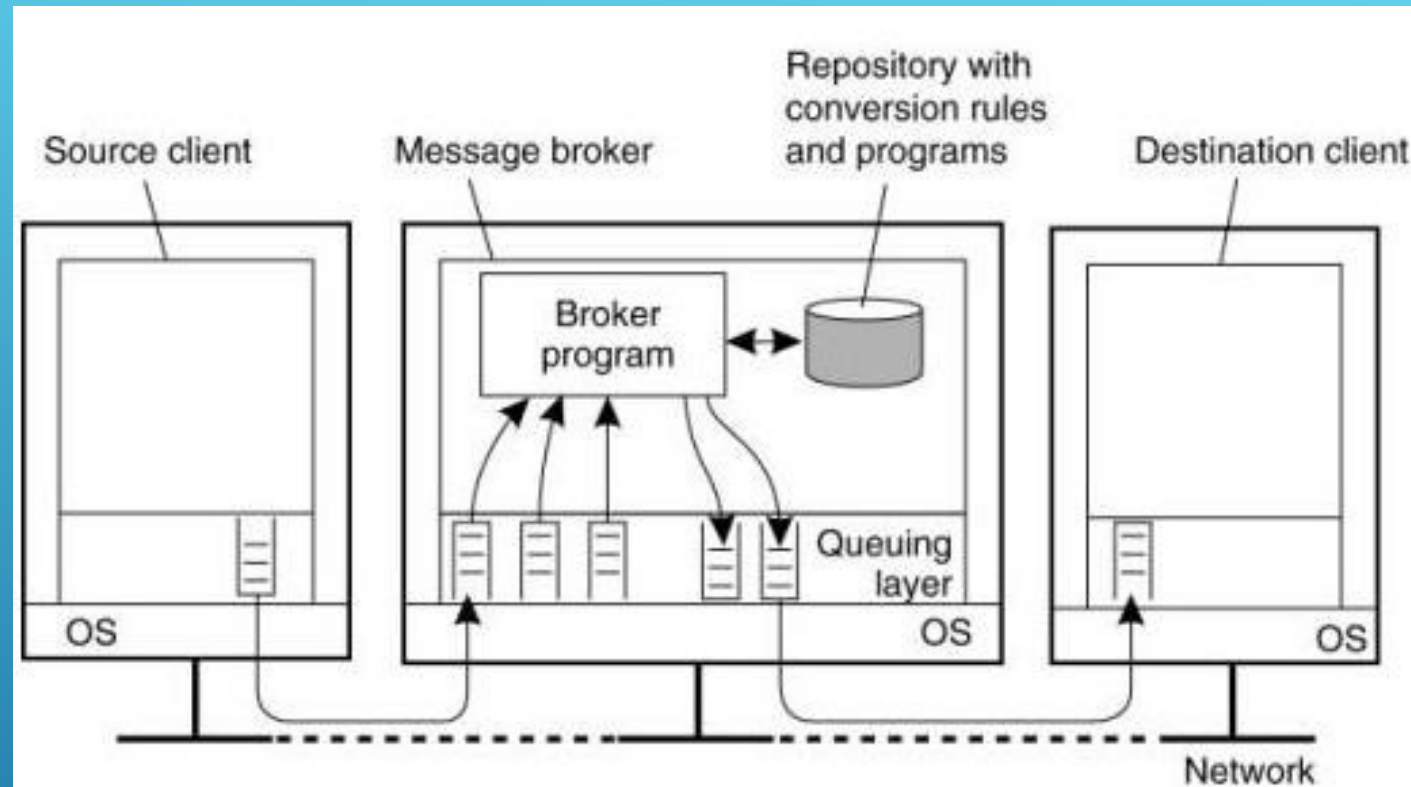 Source client
Message broker
Repository with
conversion rules
and programs
Destination client
Broker
program
Queuing
layer
OS
OS
OS
Network